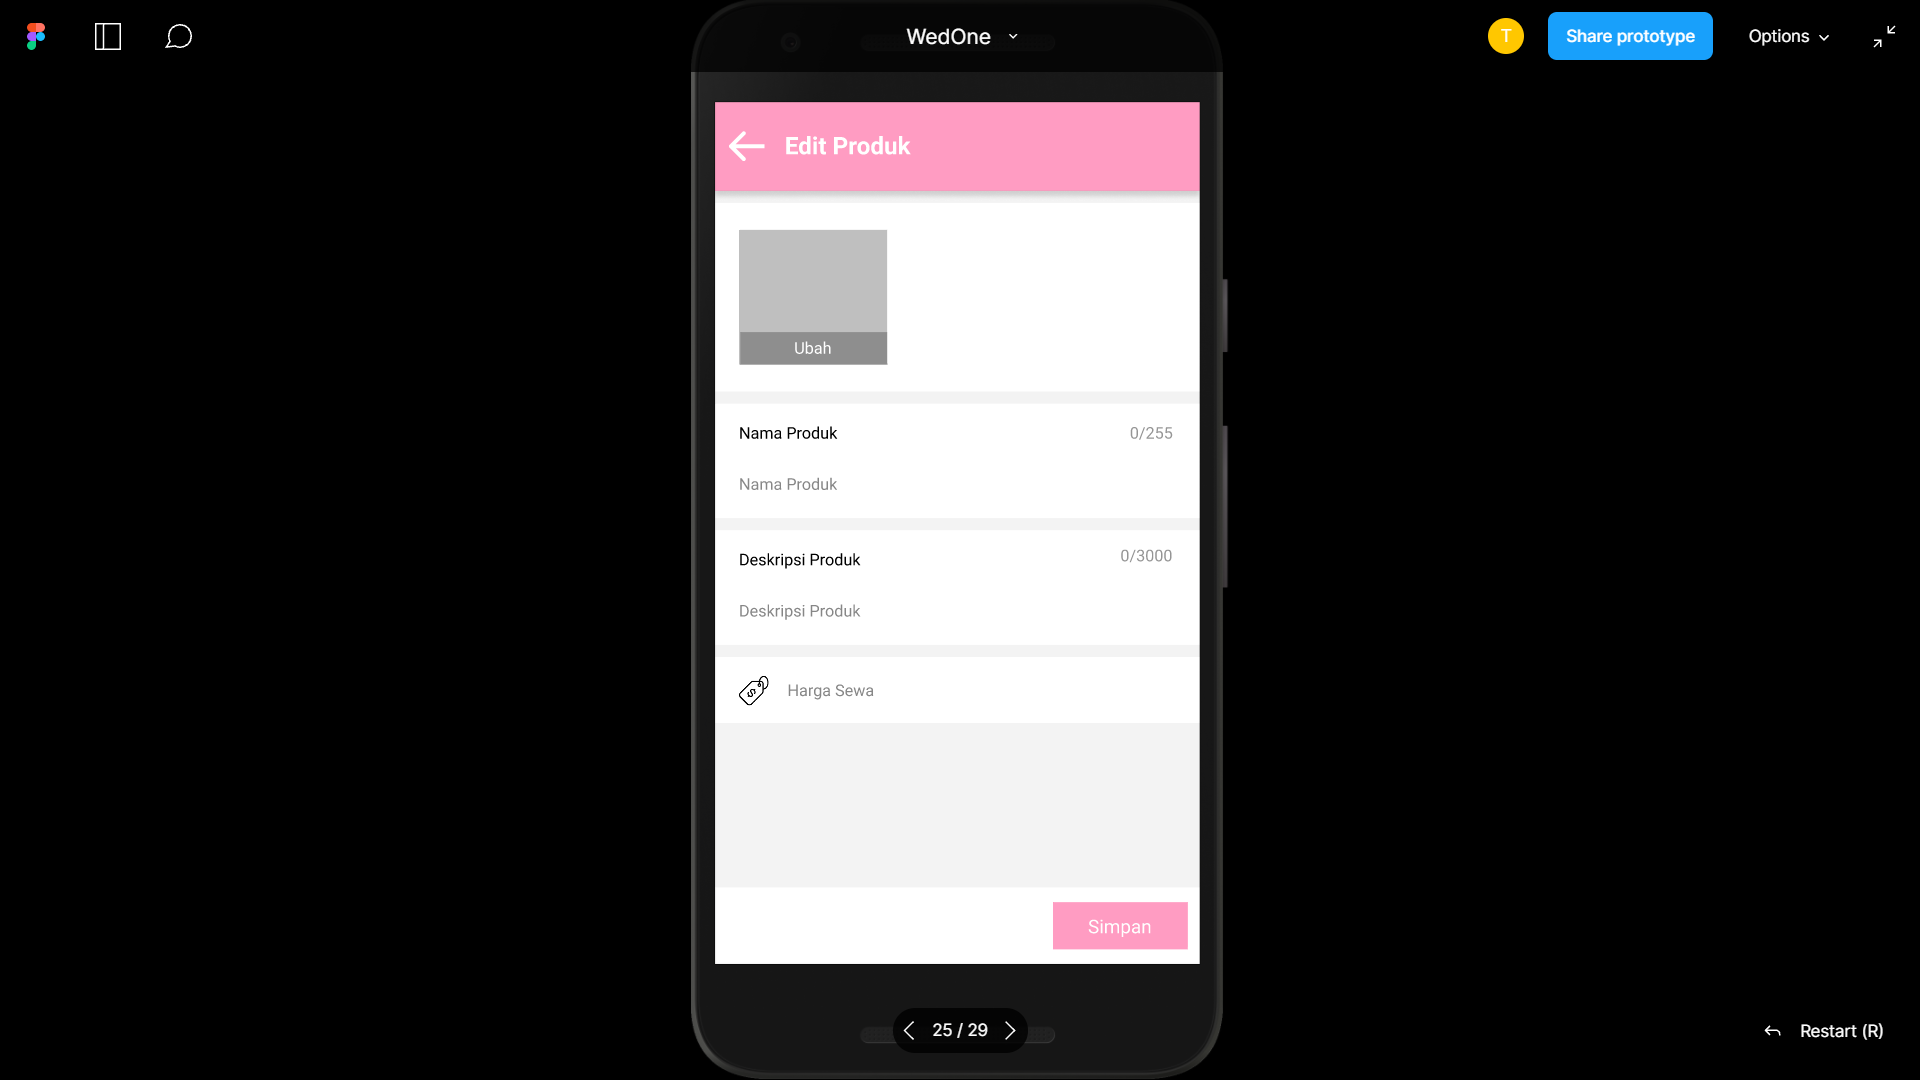 WedOne
T
Share prototype
Options
Edit Produk
Ubah
Nama Produk
0/255
Nama Produk
Deskripsi Produk
0/3000
Deskripsi Produk
$
Harga Sewa
Simpan
25 / 29
Restart (R)